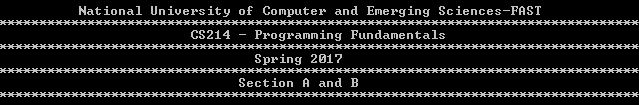 National University of Computer and Emerging Sciences-FAST
********************************************************************************
CS214 - Programming Fundamentals
********************************************************************************
Spring 2017
********************************************************************************
Section A and B
********************************************************************************